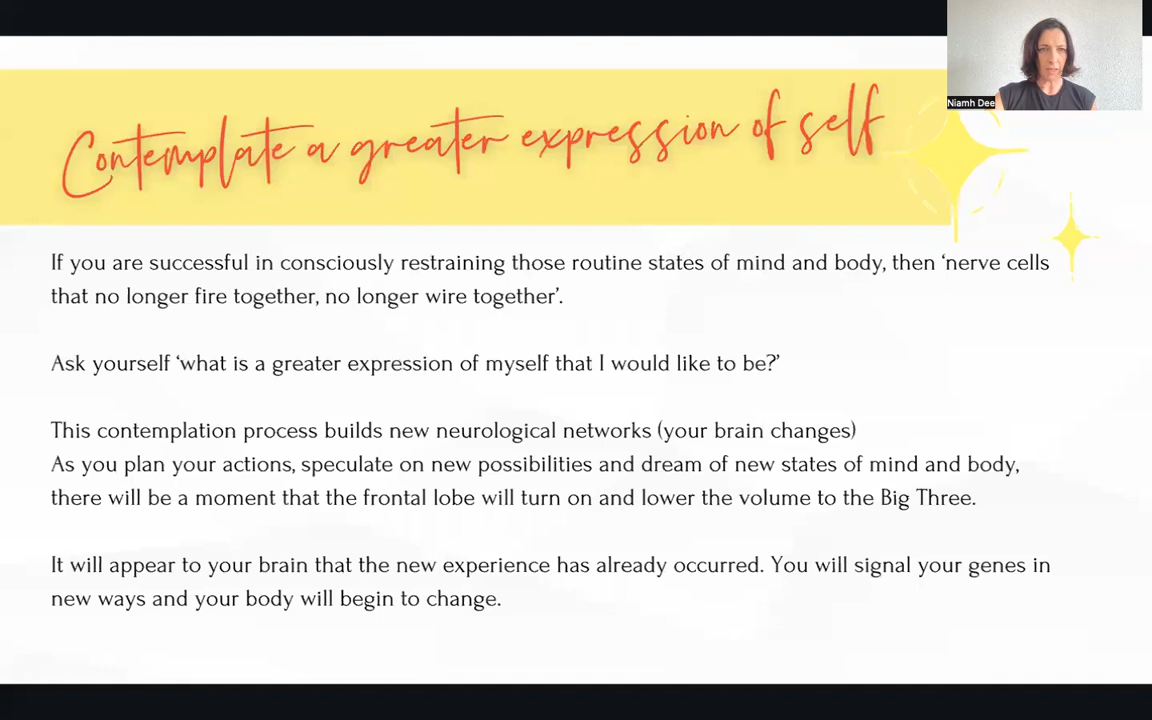 Contemplate a greater expression of self
Niamh Dee
If you are successful in consciously restraining those routine states of mind and body, then ‘nerve cells
that no longer fire together, no longer wire together’.
Ask yourself ‘what is a greater expression of myself that I would like to be?’
This contemplation process builds new neurological networks (your brain changes)
As you plan your actions, speculate on new possibilities and dream of new states of mind and body,
there will be a moment that the frontal lobe will turn on and lower the volume to the Big Three.
It will appear to your brain that the new experience has already occurred. You will signal your genes in
new ways and your body will begin to change.